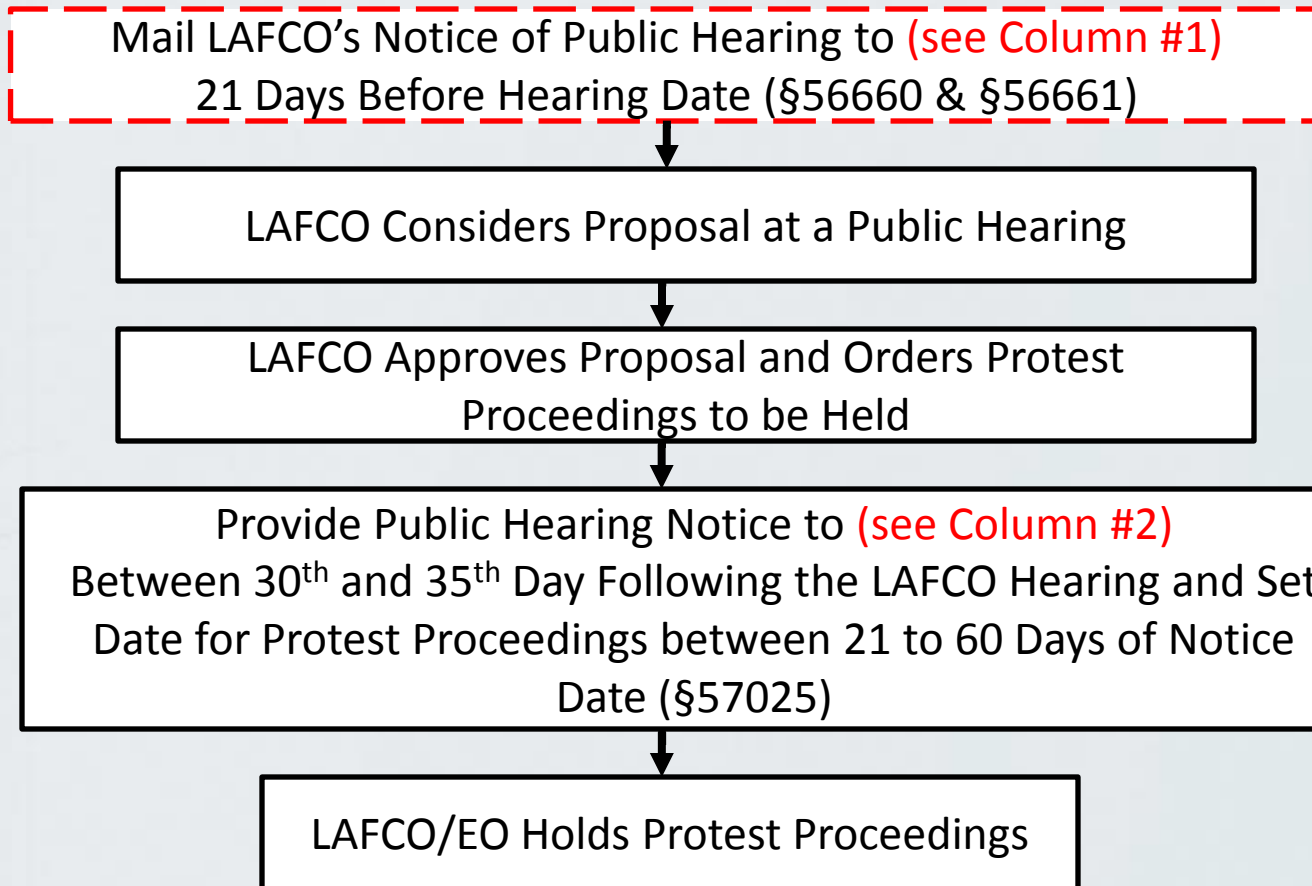 Mail LAFCO’s Notice of Public Hearing to (see Column #1)
21 Days Before Hearing Date (§56660 & §56661)
LAFCO Considers Proposal at a Public Hearing
LAFCO Approves Proposal and Orders Protest
Proceedings to be Held
Provide Public Hearing Notice to (see Column #2)
Between 30th and 35th Day Following the LAFCO Hearing and Set
Date for Protest Proceedings between 21 to 60 Days of Notice
Date (§57025)
LAFCO/EO Holds Protest Proceedings